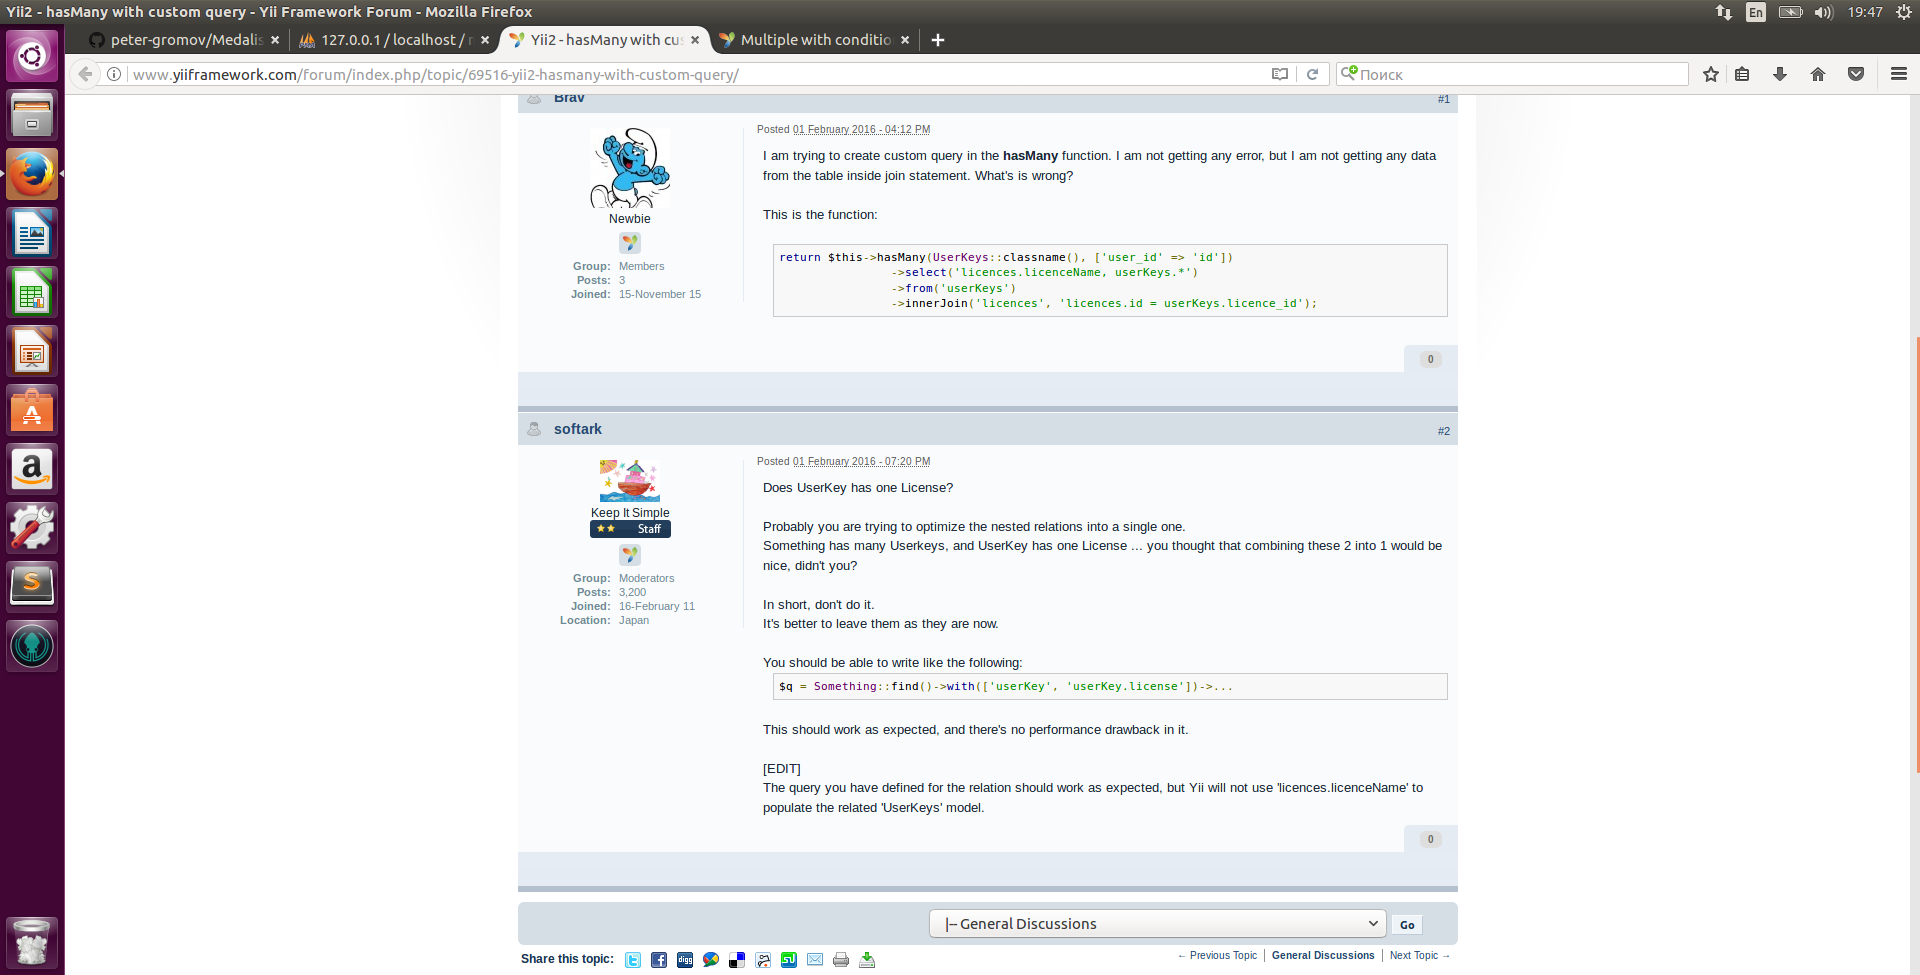 Yii2 - hasMany with custom query - Yii Framework Forum - Mozilla Firefox
En
19:47
peter-gromov/Medalis
127.0.0.1 / localhost /
Yii2 - hasMany with cu
Multiple with conditio
www.yiiframework.com/forum/index.php/topic/69516-yii2-hasmany-with-custom-query/
Поиск
Brav
#1
Posted 01 February 2016 - 04:12 PM
Newbie
Group: Members
Posts: 3
Joined: 15-November 15
I am trying to create custom query in the hasMany function. I am not getting any error, but I am not getting any data
from the table inside join statement. What's is wrong?
This is the function:
return $this->hasMany(UserKeys::classname(), ['user_id' => 'id'])
->select('licences.licenceName, userKeys.*')
->from('userKeys')
->innerJoin('licences', 'licences.id = userKeys.licence_id');
0
softark
#2
Posted 01 February 2016 - 07:20 PM
Keep It Simple
Staff
Group: Moderators
Posts: 3,200
Joined: 16-February 11
Location: Japan
Does UserKey has one License?
Probably you are trying to optimize the nested relations into a single one.
Something has many Userkeys, and UserKey has one License ... you thought that combining these 2 into 1 would be
nice, didn't you?
In short, don't do it.
It's better to leave them as they are now.
You should be able to write like the following:
$q = Something::find()->with(['userKey', 'userKey.license'])->...
This should work as expected, and there's no performance drawback in it.
[EDIT]
The query you have defined for the relation should work as expected, but Yii will not use 'licences.licenceName' to
populate the related 'UserKeys' model.
0
|-- General Discussions
Go
Share this topic:
digg
← Previous Topic | General Discussions | Next Topic →